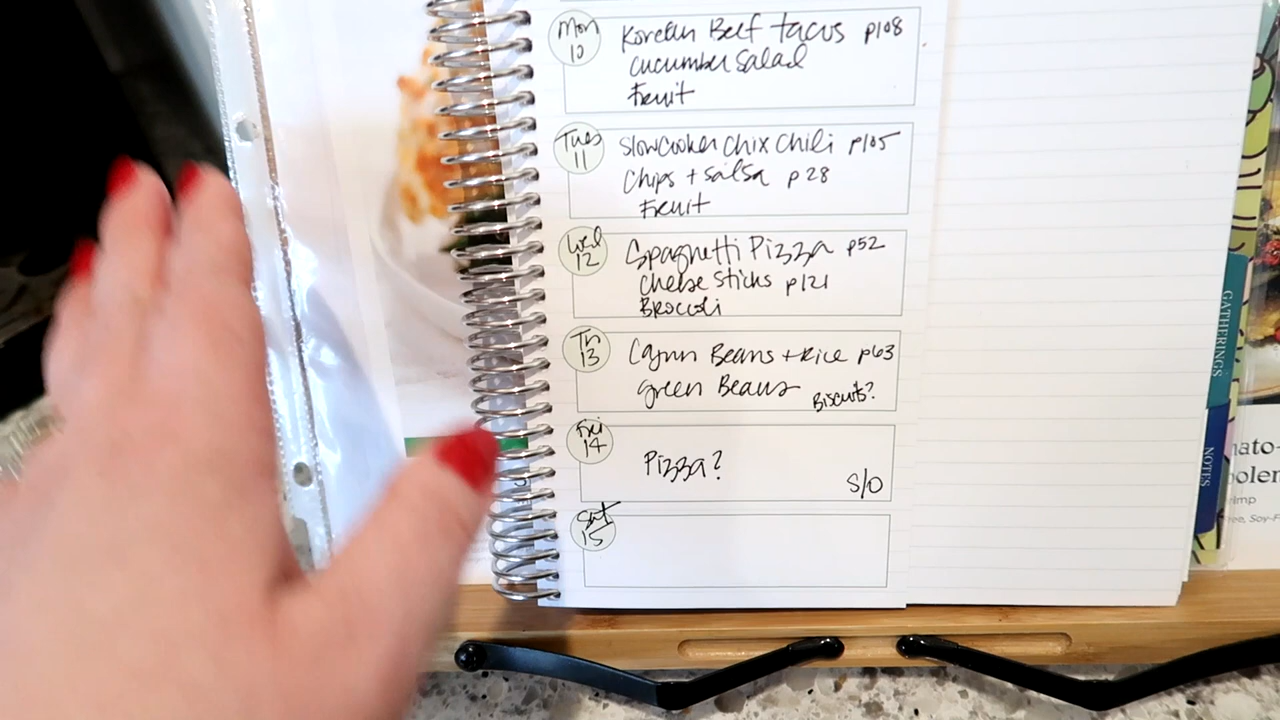 Mon
10
Korean Beef tacos p108
cucumber salad
Fruit
Tues
11
Slowcooker Chix Chili p105
Chips + salsa p 28
Fruit
Wed
12
Spaghetti Pizza p52
cheese sticks p121
Broccoli
Th
13
Cajun Beans + Rice p63
green Beans
Biscuits?
Fri
14
Pizza?
S/O
Sat
15
GATHERINGS
NOTES